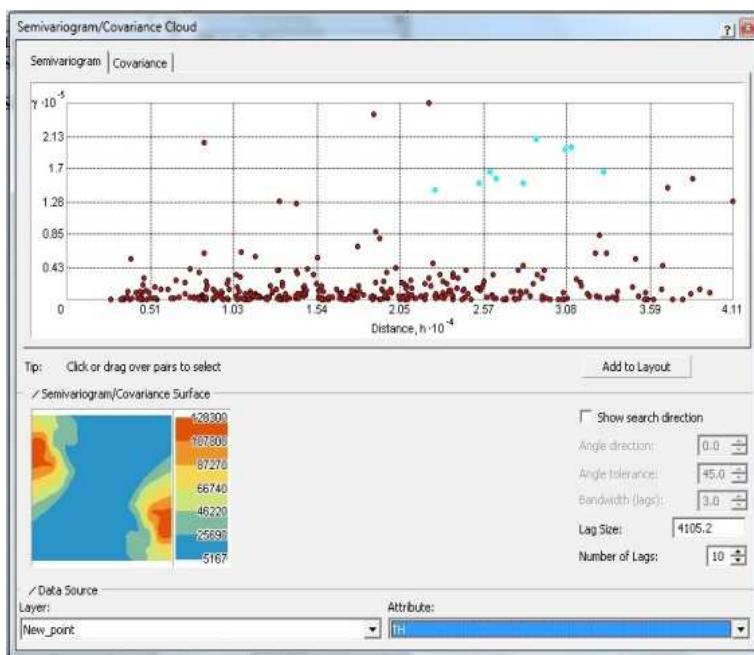 Semivariogram/Covariance Cloud
?
Semivariogram Covariance
γ ·10⁻⁵
2.13
1.7
1.28
0.85
0.43
0 0.51 1.03 1.54 2.05 2.57 3.08 3.59 4.11
Distance, h ·10⁻⁴
Tip: Click or drag over pairs to select
Add to Layout
Semivariogram/Covariance Surface
128300
107800
87270
66740
46220
25690
5167
Show search direction
Angle direction: 0.0
Angle tolerance: 45.0
Bandwidth (lags): 3.0
Lag Size: 4105.2
Number of Lags: 10
Data Source
Layer: Attribute:
New_point TH